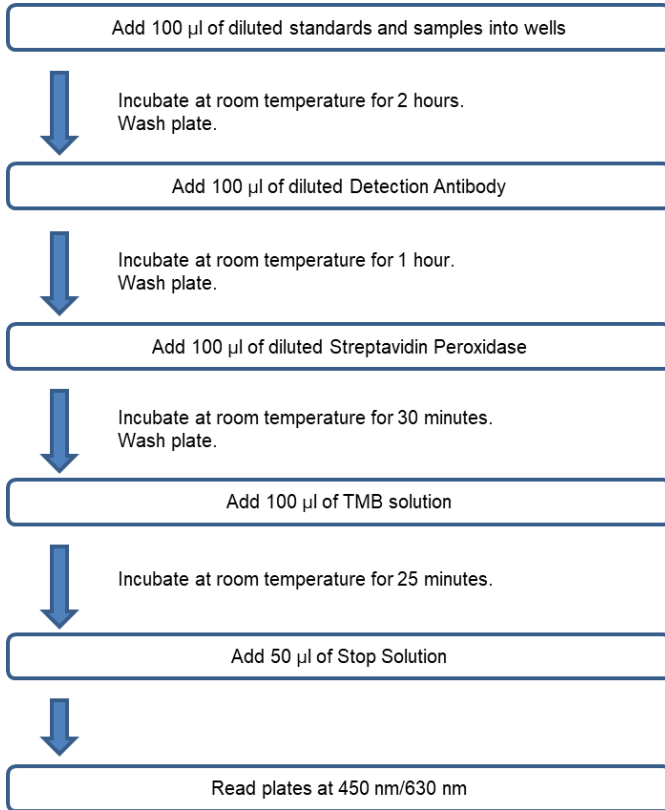 Add 100 µl of diluted standards and samples into wells
Incubate at room temperature for 2 hours.
Wash plate.
Add 100 µl of diluted Detection Antibody
Incubate at room temperature for 1 hour.
Wash plate.
Add 100 µl of diluted Streptavidin Peroxidase
Incubate at room temperature for 30 minutes.
Wash plate.
Add 100 µl of TMB solution
Incubate at room temperature for 25 minutes.
Add 50 µl of Stop Solution
Read plates at 450 nm/630 nm